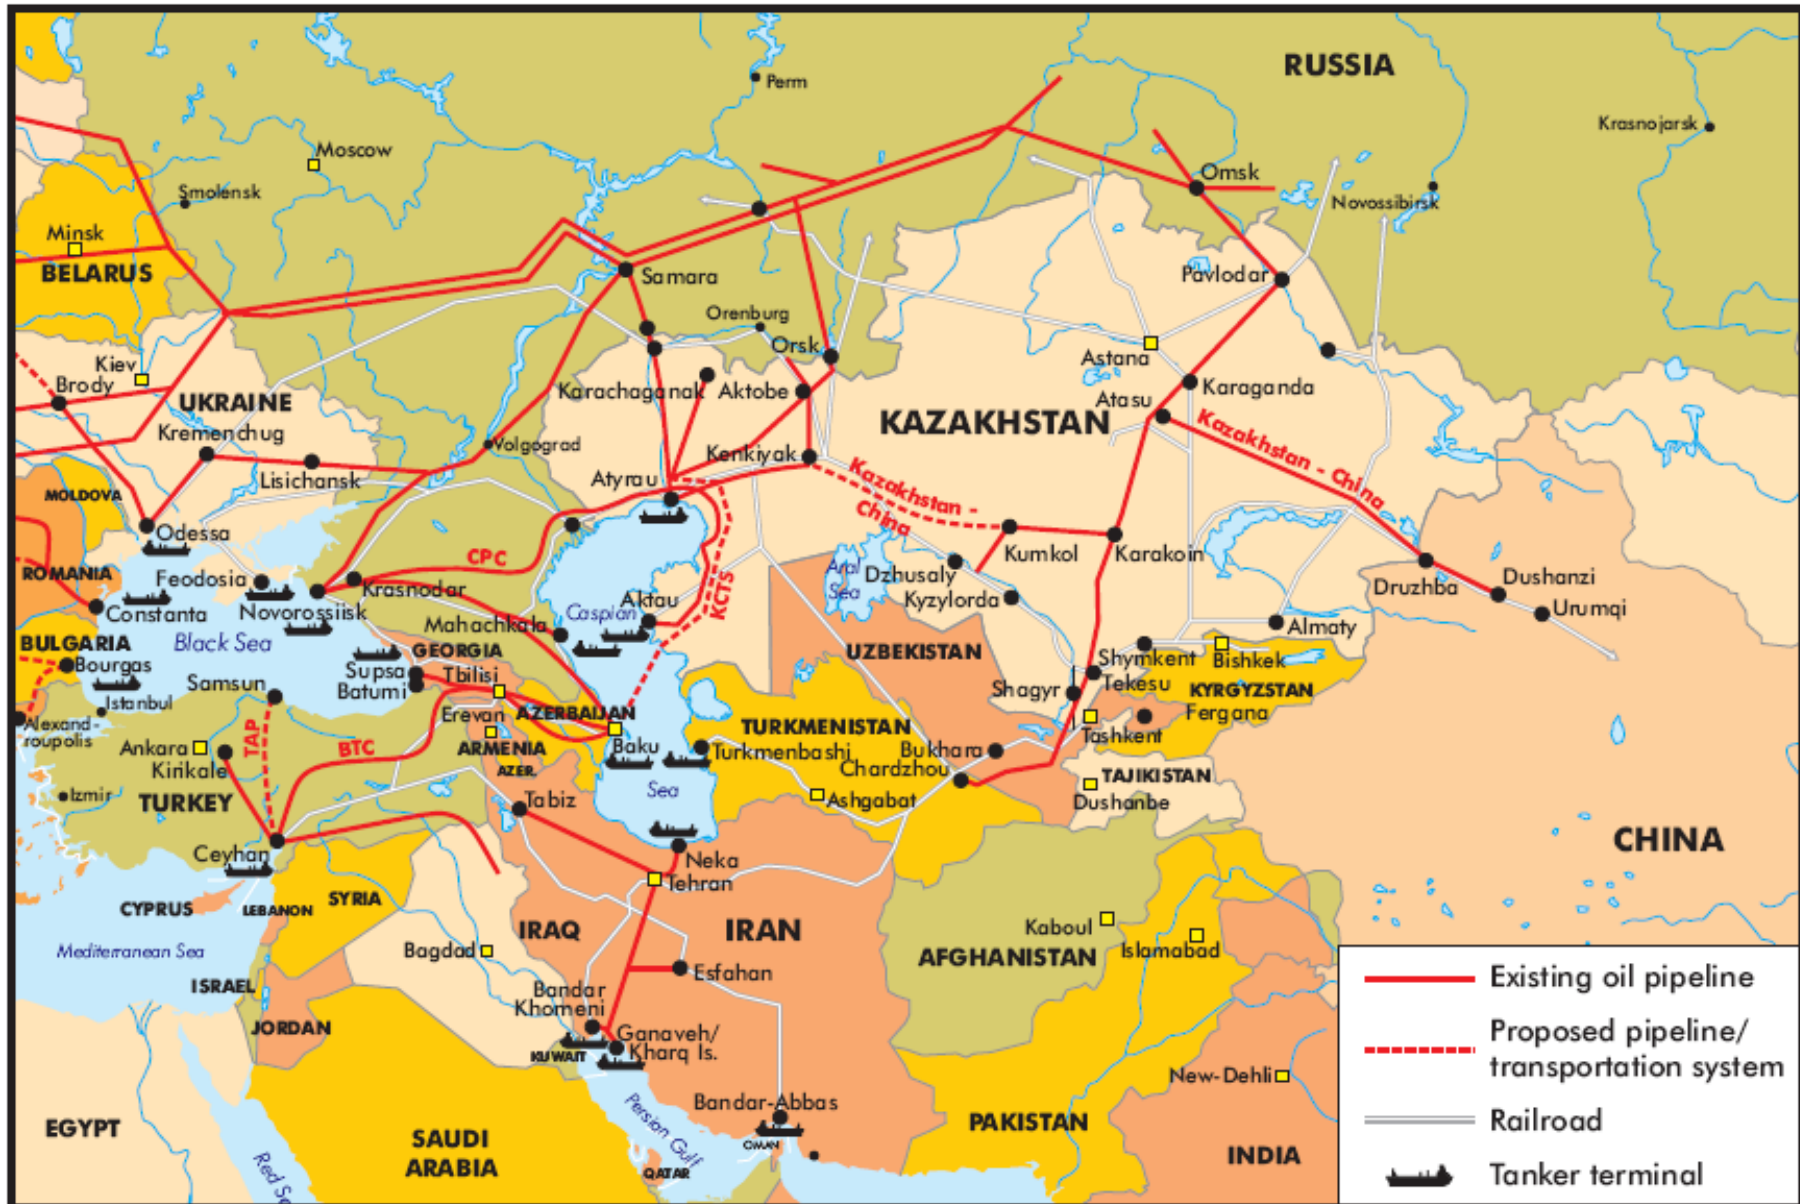 RUSSIA
Perm
Krasnojarsk
Moscow
Omsk
Smolensk
Novossibirsk
Minsk
BELARUS
Samara
Pavlodar
Orenburg
Orsk
Astana
Kiev
Brody
Karachaganak
Aktobe
Karaganda
Atasu
UKRAINE
KAZAKHSTAN
Kazakhstan - China
Kremenchug
Volgograd
Kenkiyak
Lisichansk
Atyrau
Kazakhstan -
China
MOLDOVA
Odessa
CPC
Kumkol
Karakoin
ROMANIA
Feodosia
Krasnodar
Aral
Sea
Dzhusaly
Druzhba
Dushanzi
Constanta
Novorossiisk
Caspian
Aktau
KCTS
Kyzylorda
Urumqi
BULGARIA
Black Sea
Mahachkala
Almaty
GEORGIA
UZBEKISTAN
Bourgas
Supsa
Tbilisi
Shymkent
Bishkek
Samsun
Batumi
Tekesu
Shagyr
KYRGYZSTAN
Istanbul
Erevan
AZERBAIJAN
TURKMENISTAN
Fergana
Alexand-
roupolis
TAP
Ankara
BTC
ARMENIA
Baku
Turkmenbashi
Bukhara
Tashkent
Kirikale
AZER.
Chardzhou
TAJIKISTAN
Izmir
TURKEY
Tabiz
Sea
Ashgabat
Dushanbe
CHINA
Ceyhan
Neka
Tehran
CYPRUS
LEBANON
SYRIA
IRAQ
IRAN
Kaboul
Islamabad
Mediterranean Sea
Bagdad
AFGHANISTAN
Esfahan
ISRAEL
Bandar
Khomeni
JORDAN
Ganaveh/
Kharq Is.
KUWAIT
New-Dehli
Bandar-Abbas
EGYPT
Persian Gulf
PAKISTAN
SAUDI
ARABIA
OMAN
INDIA
QATAR
Red
Existing oil pipeline
Proposed pipeline/
transportation system
Railroad
Tanker terminal